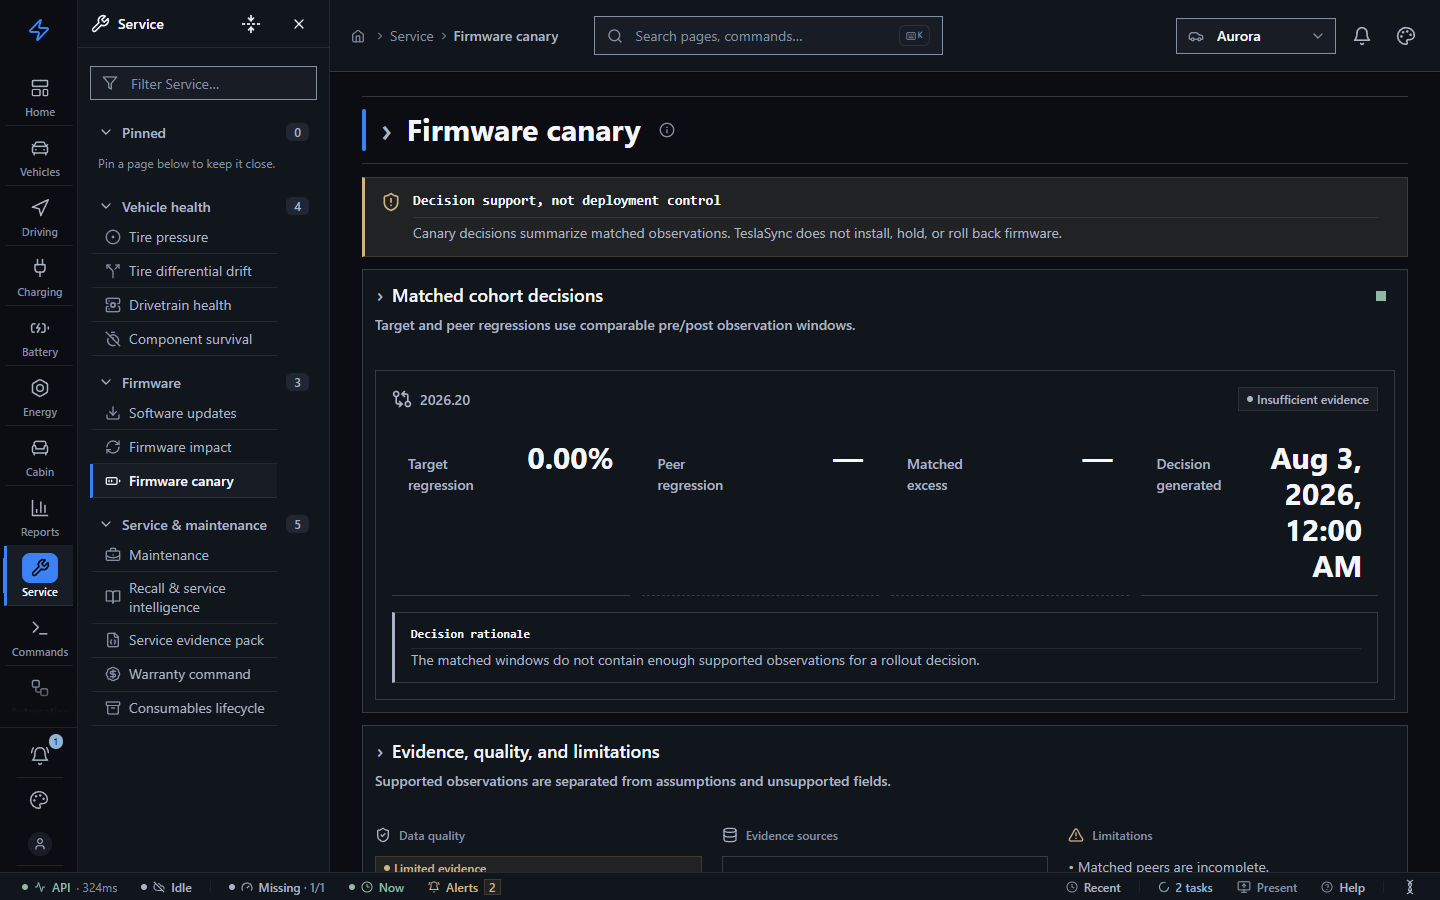 Service
Service
Firmware canary
Search pages, commands...
K
Aurora
Filter Service...
Home
Vehicles
Driving
Charging
Battery
Energy
Cabin
Reports
Service
Commands
Pinned
0
Pin a page below to keep it close.
Vehicle health
4
Tire pressure
Tire differential drift
Drivetrain health
Component survival
Firmware
3
Software updates
Firmware impact
Firmware canary
Service & maintenance
5
Maintenance
Recall & service
intelligence
Service evidence pack
Warranty command
Consumables lifecycle
1
Firmware canary
Decision support, not deployment control
Canary decisions summarize matched observations. TeslaSync does not install, hold, or roll back firmware.
Matched cohort decisions
Target and peer regressions use comparable pre/post observation windows.
2026.20
Insufficient evidence
Target
regression
0.00%
Peer
regression
—
Matched
excess
—
Decision
generated
Aug 3,
2026,
12:00
AM
Decision rationale
The matched windows do not contain enough supported observations for a rollout decision.
Evidence, quality, and limitations
Supported observations are separated from assumptions and unsupported fields.
Data quality
Evidence sources
Limitations
Limited evidence
• Matched peers are incomplete.
API · 324ms
Idle
Missing · 1/1
Now
Alerts 2
Recent
2 tasks
Present
Help